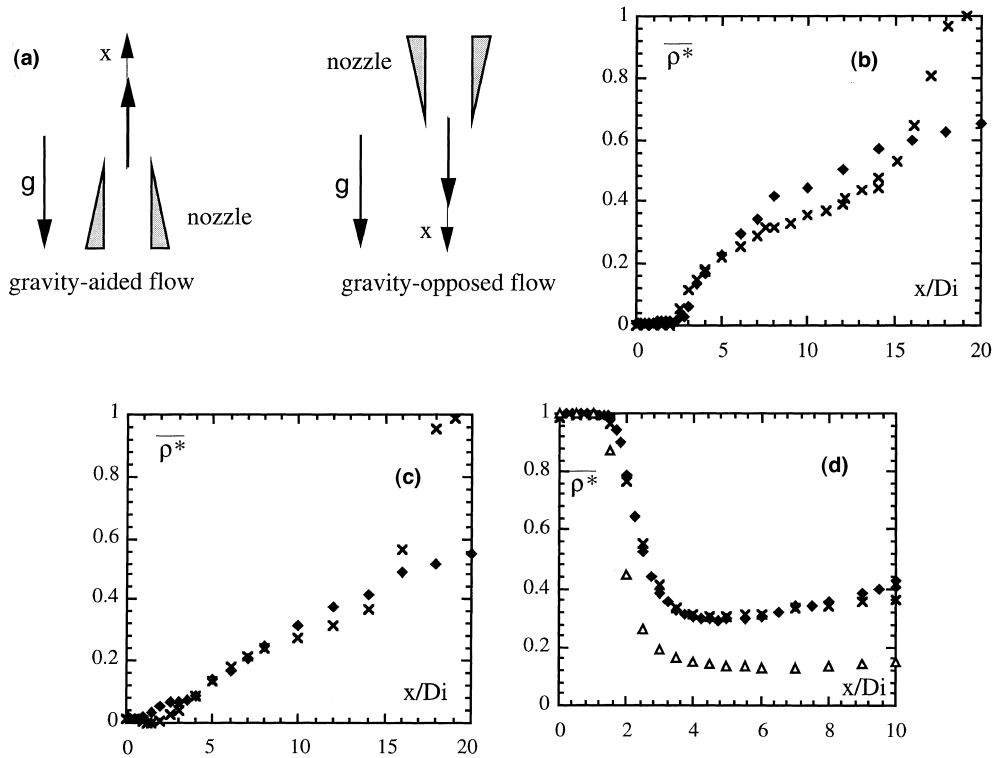 (a)
x
g
nozzle
gravity-aided flow
nozzle
g
x
gravity-opposed flow
1
0.8
0.6
0.4
0.2
0
ρ*
(b)
x/Di
0 5 10 15 20
1
0.8
0.6
0.4
0.2
0
ρ*
(c)
x/Di
0 5 10 15 20
1
0.8
0.6
0.4
0.2
0
ρ*
(d)
x/Di
0 2 4 6 8 10